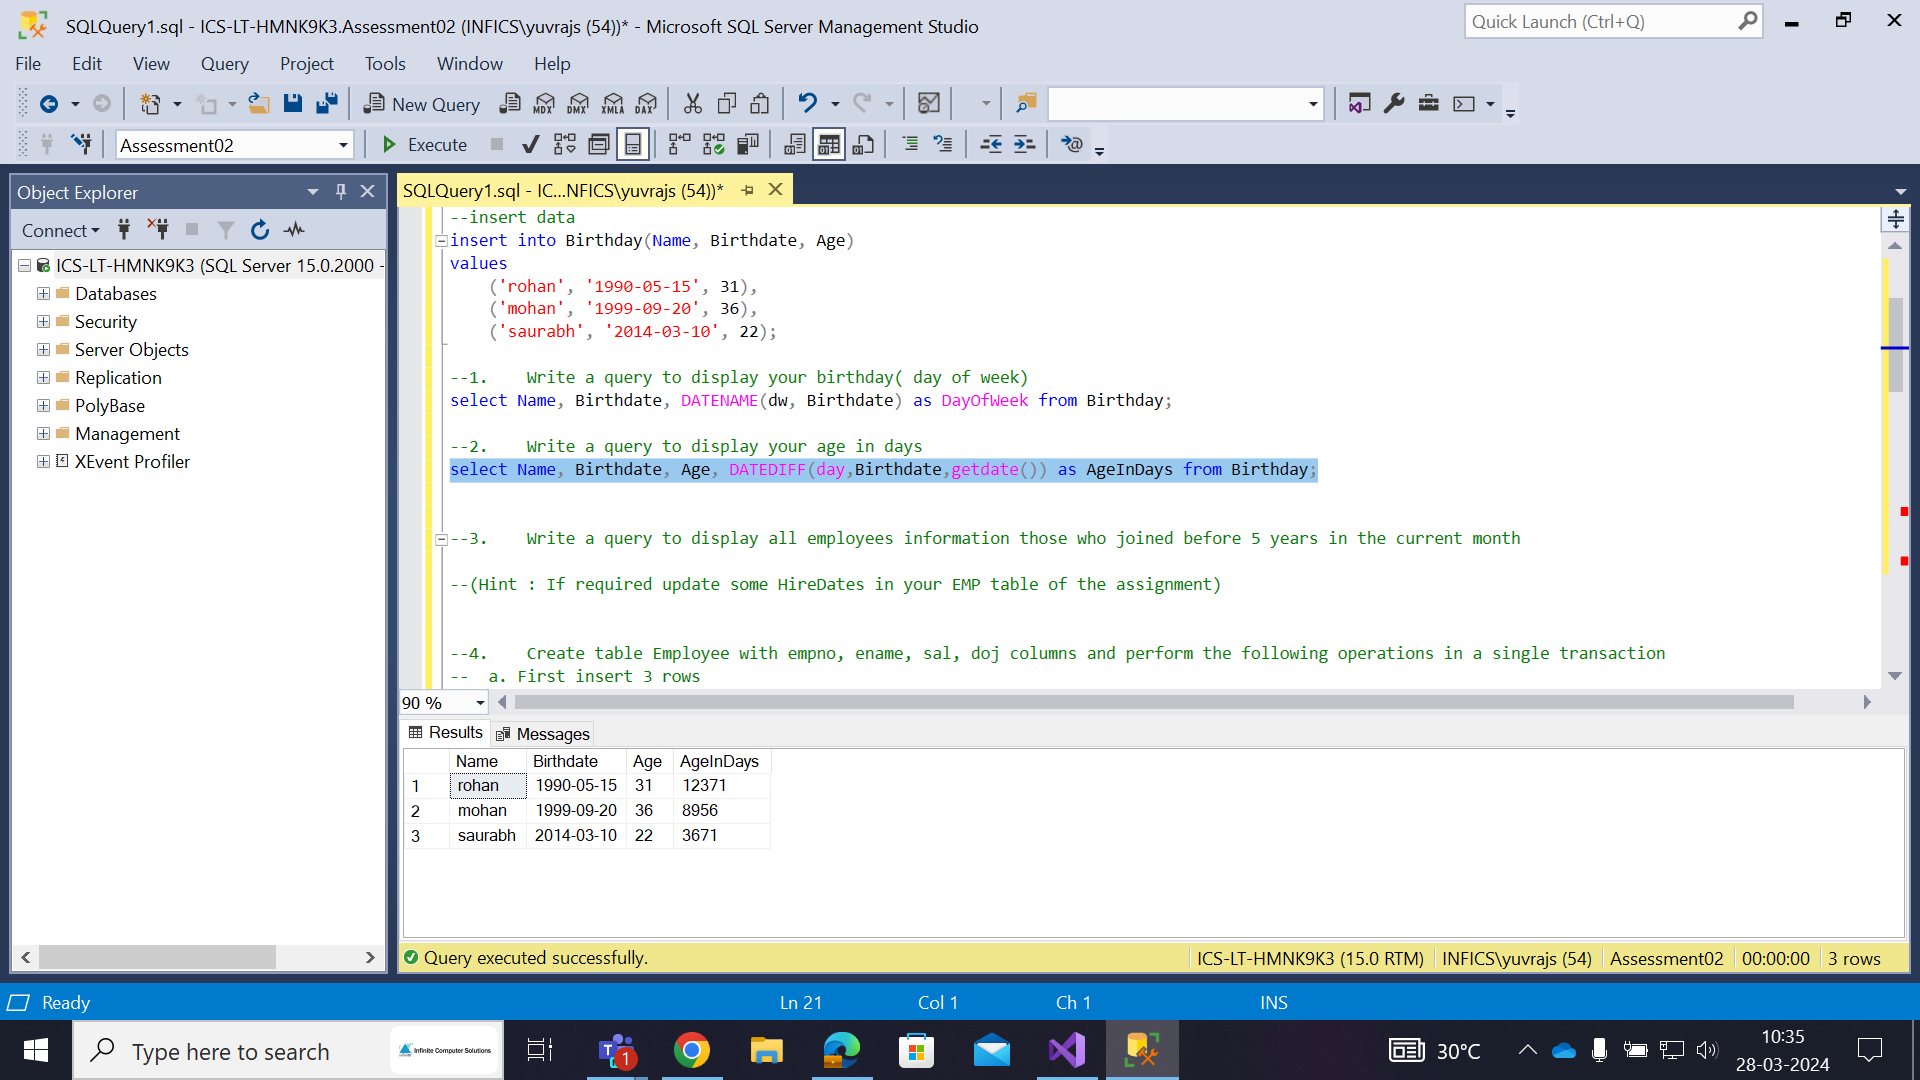 SQLQuery1.sql - ICS-LT-HMNK9K3.Assessment02 (INFICS\yuvrajs (54))* - Microsoft SQL Server Management Studio
Quick Launch (Ctrl+Q)
File Edit View Query Project Tools Window Help
New Query MDX DMX XMLA DAX
Assessment02 Execute
Object Explorer
Connect
ICS-LT-HMNK9K3 (SQL Server 15.0.2000 -
Databases
Security
Server Objects
Replication
PolyBase
Management
XEvent Profiler
SQLQuery1.sql - IC...NFICS\yuvrajs (54))*
--insert data
insert into Birthday(Name, Birthdate, Age)
values
('rohan', '1990-05-15', 31),
('mohan', '1999-09-20', 36),
('saurabh', '2014-03-10', 22);
--1. Write a query to display your birthday( day of week)
select Name, Birthdate, DATENAME(dw, Birthdate) as DayOfWeek from Birthday;
--2. Write a query to display your age in days
select Name, Birthdate, Age, DATEDIFF(day,Birthdate,getdate()) as AgeInDays from Birthday;
--3. Write a query to display all employees information those who joined before 5 years in the current month
--(Hint : If required update some HireDates in your EMP table of the assignment)
--4. Create table Employee with empno, ename, sal, doj columns and perform the following operations in a single transaction
-- a. First insert 3 rows
90 %
Results Messages
Name Birthdate Age AgeInDays
1 rohan 1990-05-15 31 12371
2 mohan 1999-09-20 36 8956
3 saurabh 2014-03-10 22 3671
Query executed successfully.
ICS-LT-HMNK9K3 (15.0 RTM) INFICS\yuvrajs (54) Assessment02 00:00:00 3 rows
Ready Ln 21 Col 1 Ch 1 INS
Type here to search
Infinite Computer Solutions
1
30°C
10:35
28-03-2024